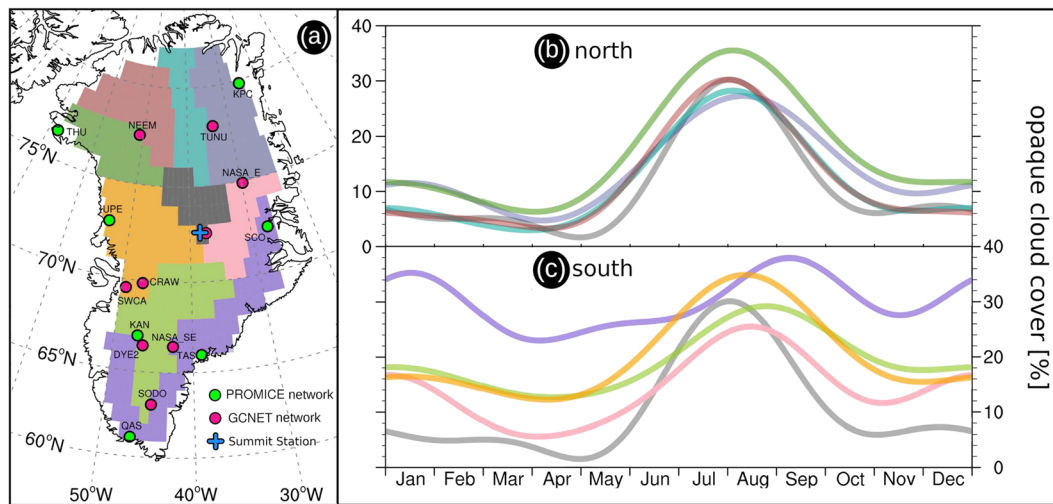 (a)
KPC
THU
NEEM
TUNU
75°N
NASA_E
UPE
SCO
70°N
CRAW
SWCA
KAN
DYE2
NASA_SE
TAS
65°N
SODO
QAS
60°N
PROMICE network
GCNET network
Summit Station
50°W 40°W 30°W
(b) north
40
30
20
10
0
(c) south
40
30
20
10
0
opaque cloud cover [%]
Jan Feb Mar Apr May Jun Jul Aug Sep Oct Nov Dec